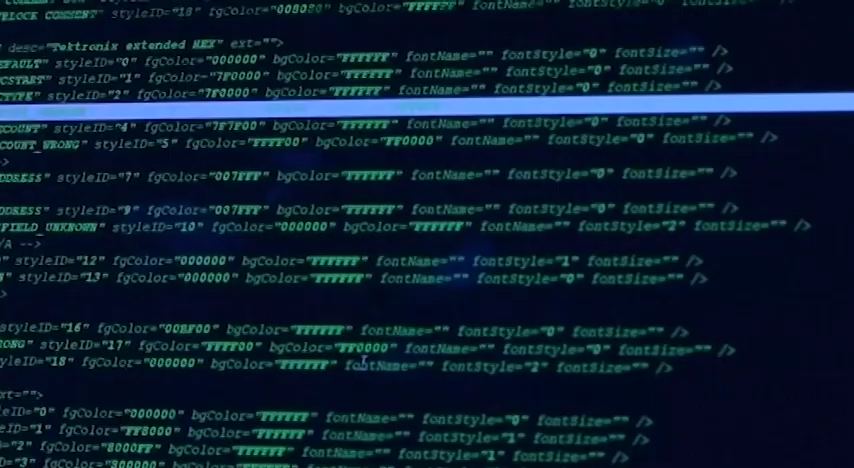 BLOCK COMMENT" styleID="18" fgColor="008080" bgColor="FFFFFF" fontName="" fontStyle="0"
desc="Tektronix extended HEX" ext="">
EFAULT" styleID="0" fgColor="000000" bgColor="FFFFFF" fontName="" fontStyle="0" fontSize="" />
CSTART" styleID="1" fgColor="7F0000" bgColor="FFFFFF" fontName="" fontStyle="0" fontSize="" />
CTYPE" styleID="2" fgColor="7F0000" bgColor="FFFFFF" fontName="" fontStyle="0" fontSize="" />
CCOUNT" styleID="4" fgColor="7F7F00" bgColor="FFFFFF" fontName="" fontStyle="0" fontSize="" />
COUNT_WRONG" styleID="5" fgColor="FFFF00" bgColor="FF0000" fontName="" fontStyle="0" fontSize="" />
>
DDRESS" styleID="7" fgColor="007FFF" bgColor="FFFFFF" fontName="" fontStyle="0" fontSize="" />
DDRESS" styleID="9" fgColor="007FFF" bgColor="FFFFFF" fontName="" fontStyle="0" fontSize="" />
FIELD_UNKNOWN" styleID="10" fgColor="000000" bgColor="FFFFFF" fontName="" fontStyle="2" fontSize="" />
/A -->
" styleID="12" fgColor="000000" bgColor="FFFFFF" fontName="" fontStyle="1" fontSize="" />
" styleID="13" fgColor="000000" bgColor="FFFFFF" fontName="" fontStyle="0" fontSize="" />
>
styleID="16" fgColor="00BF00" bgColor="FFFFFF" fontName="" fontStyle="0" fontSize="" />
RONG" styleID="17" fgColor="FFFF00" bgColor="FF0000" fontName="" fontStyle="0" fontSize="" />
yleID="18" fgColor="000000" bgColor="FFFFFF" fontName="" fontStyle="2" fontSize="" />
xt="">
leID="0" fgColor="000000" bgColor="FFFFFF" fontName="" fontStyle="0" fontSize="" />
eID="1" fgColor="FF8000" bgColor="FFFFFF" fontName="" fontStyle="1" fontSize="" />
="2" fgColor="8000FF" bgColor="FFFFFF" fontName="" fontStyle="1" fontSize="" />
="3" fgColor="800000"